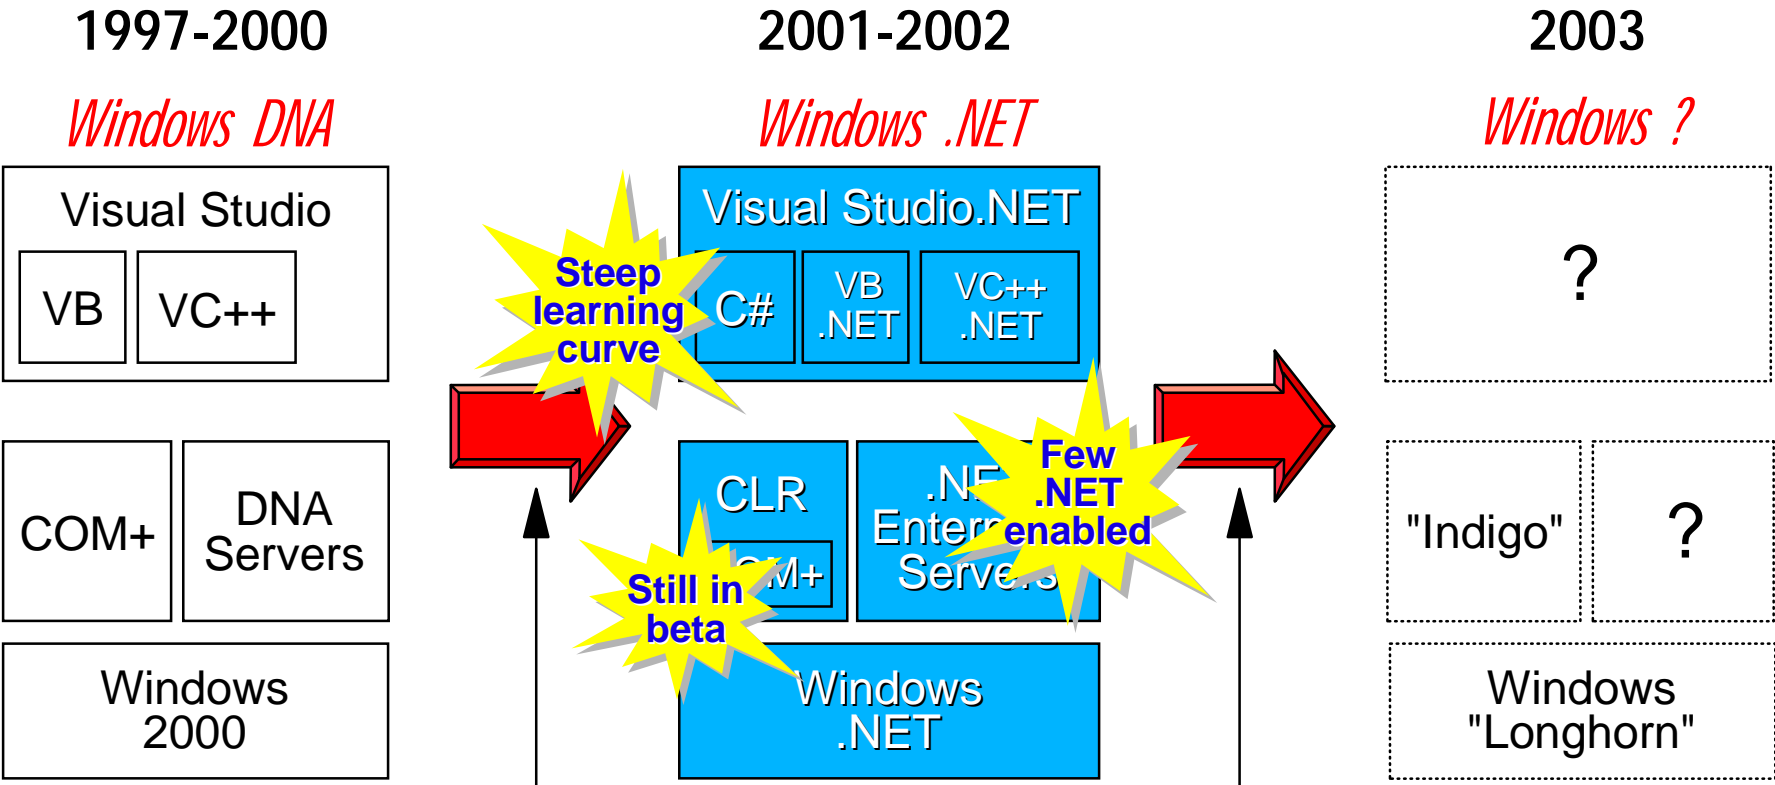 1997-2000
2001-2002
2003
Windows DNA
Windows .NET
Windows ?
Visual Studio
VB
VC++
COM+
DNA
Servers
Windows
2000
Steep
learning
curve
Visual Studio.NET
C#
VB
.NET
VC++
.NET
CLR
Still in
beta
Few
.NET
enabled
Servers
Windows
.NET
?
"Indigo"
?
Windows
"Longhorn"